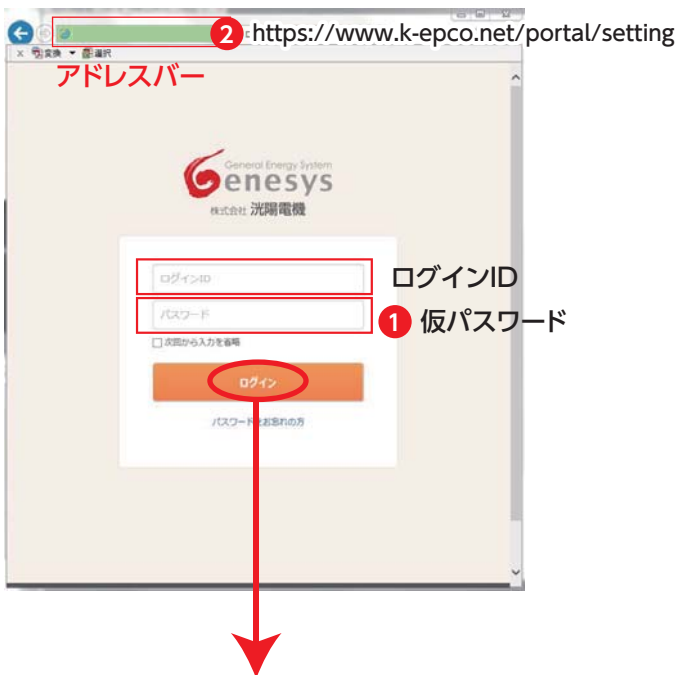 2 https://www.k-epco.net/portal/setting
× 変換 ▼ 選択
アドレスバー
General Energy System
Genesys
株式会社 洸陽電機
ログインID
ログインID
パスワード
1 仮パスワード
次回から入力を省略
ログイン
パスワードをお忘れの方